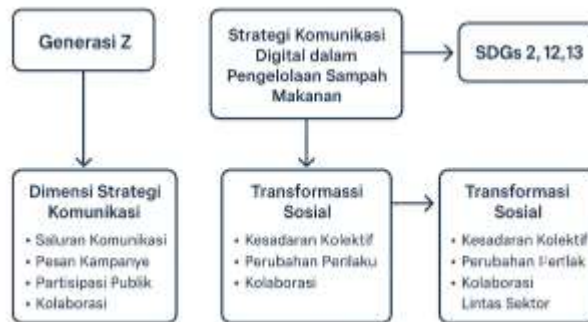 Generasi Z
Strategi Komunikasi
Digital dalam
Pengelolaan Sampah
Makanan
SDGs 2, 12,13
Dimensi Strategi
Komunikasi
• Saluran Komunikasi
• Pesan Kampanye
• Partisipasi Publik
• Kolaborasi
Transformassi
Sosial
• Kesadaran Kolektif
• Perubahan Perilaku
• Kolaborasi
Transformasi
Sosial
• Kesadaran Kolektif
• Perubahan
• Kolaborasi
Lintas Sektor